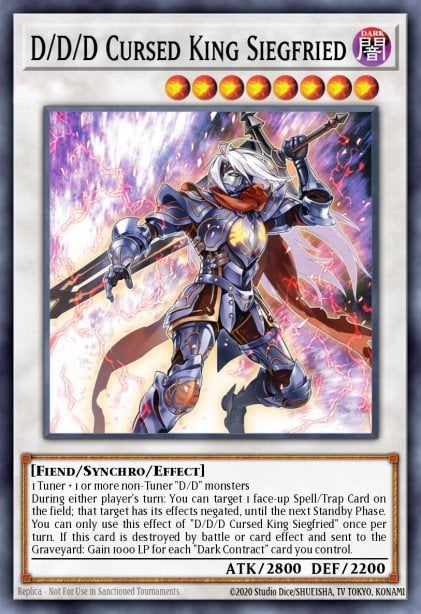 D/D/D CURSED KING SIEGFRIED
DARK
闇
[FIEND/SYNCHRO/EFFECT]
1 Tuner + 1 or more non-Tuner "D/D" monsters
During either player's turn: You can target 1 face-up Spell/Trap Card on
the field; that target has its effects negated, until the next Standby Phase.
You can only use this effect of "D/D/D Cursed King Siegfried" once per
turn. If this card is destroyed by battle or card effect and sent to the
Graveyard: Gain 1000 LP for each "Dark Contract" card you control.
ATK/2800 DEF/2200
Replica - Not For Use in Sanctioned Tournaments. ©2020 Studio Dice/SHUEISHA, TV TOKYO, KONAMI